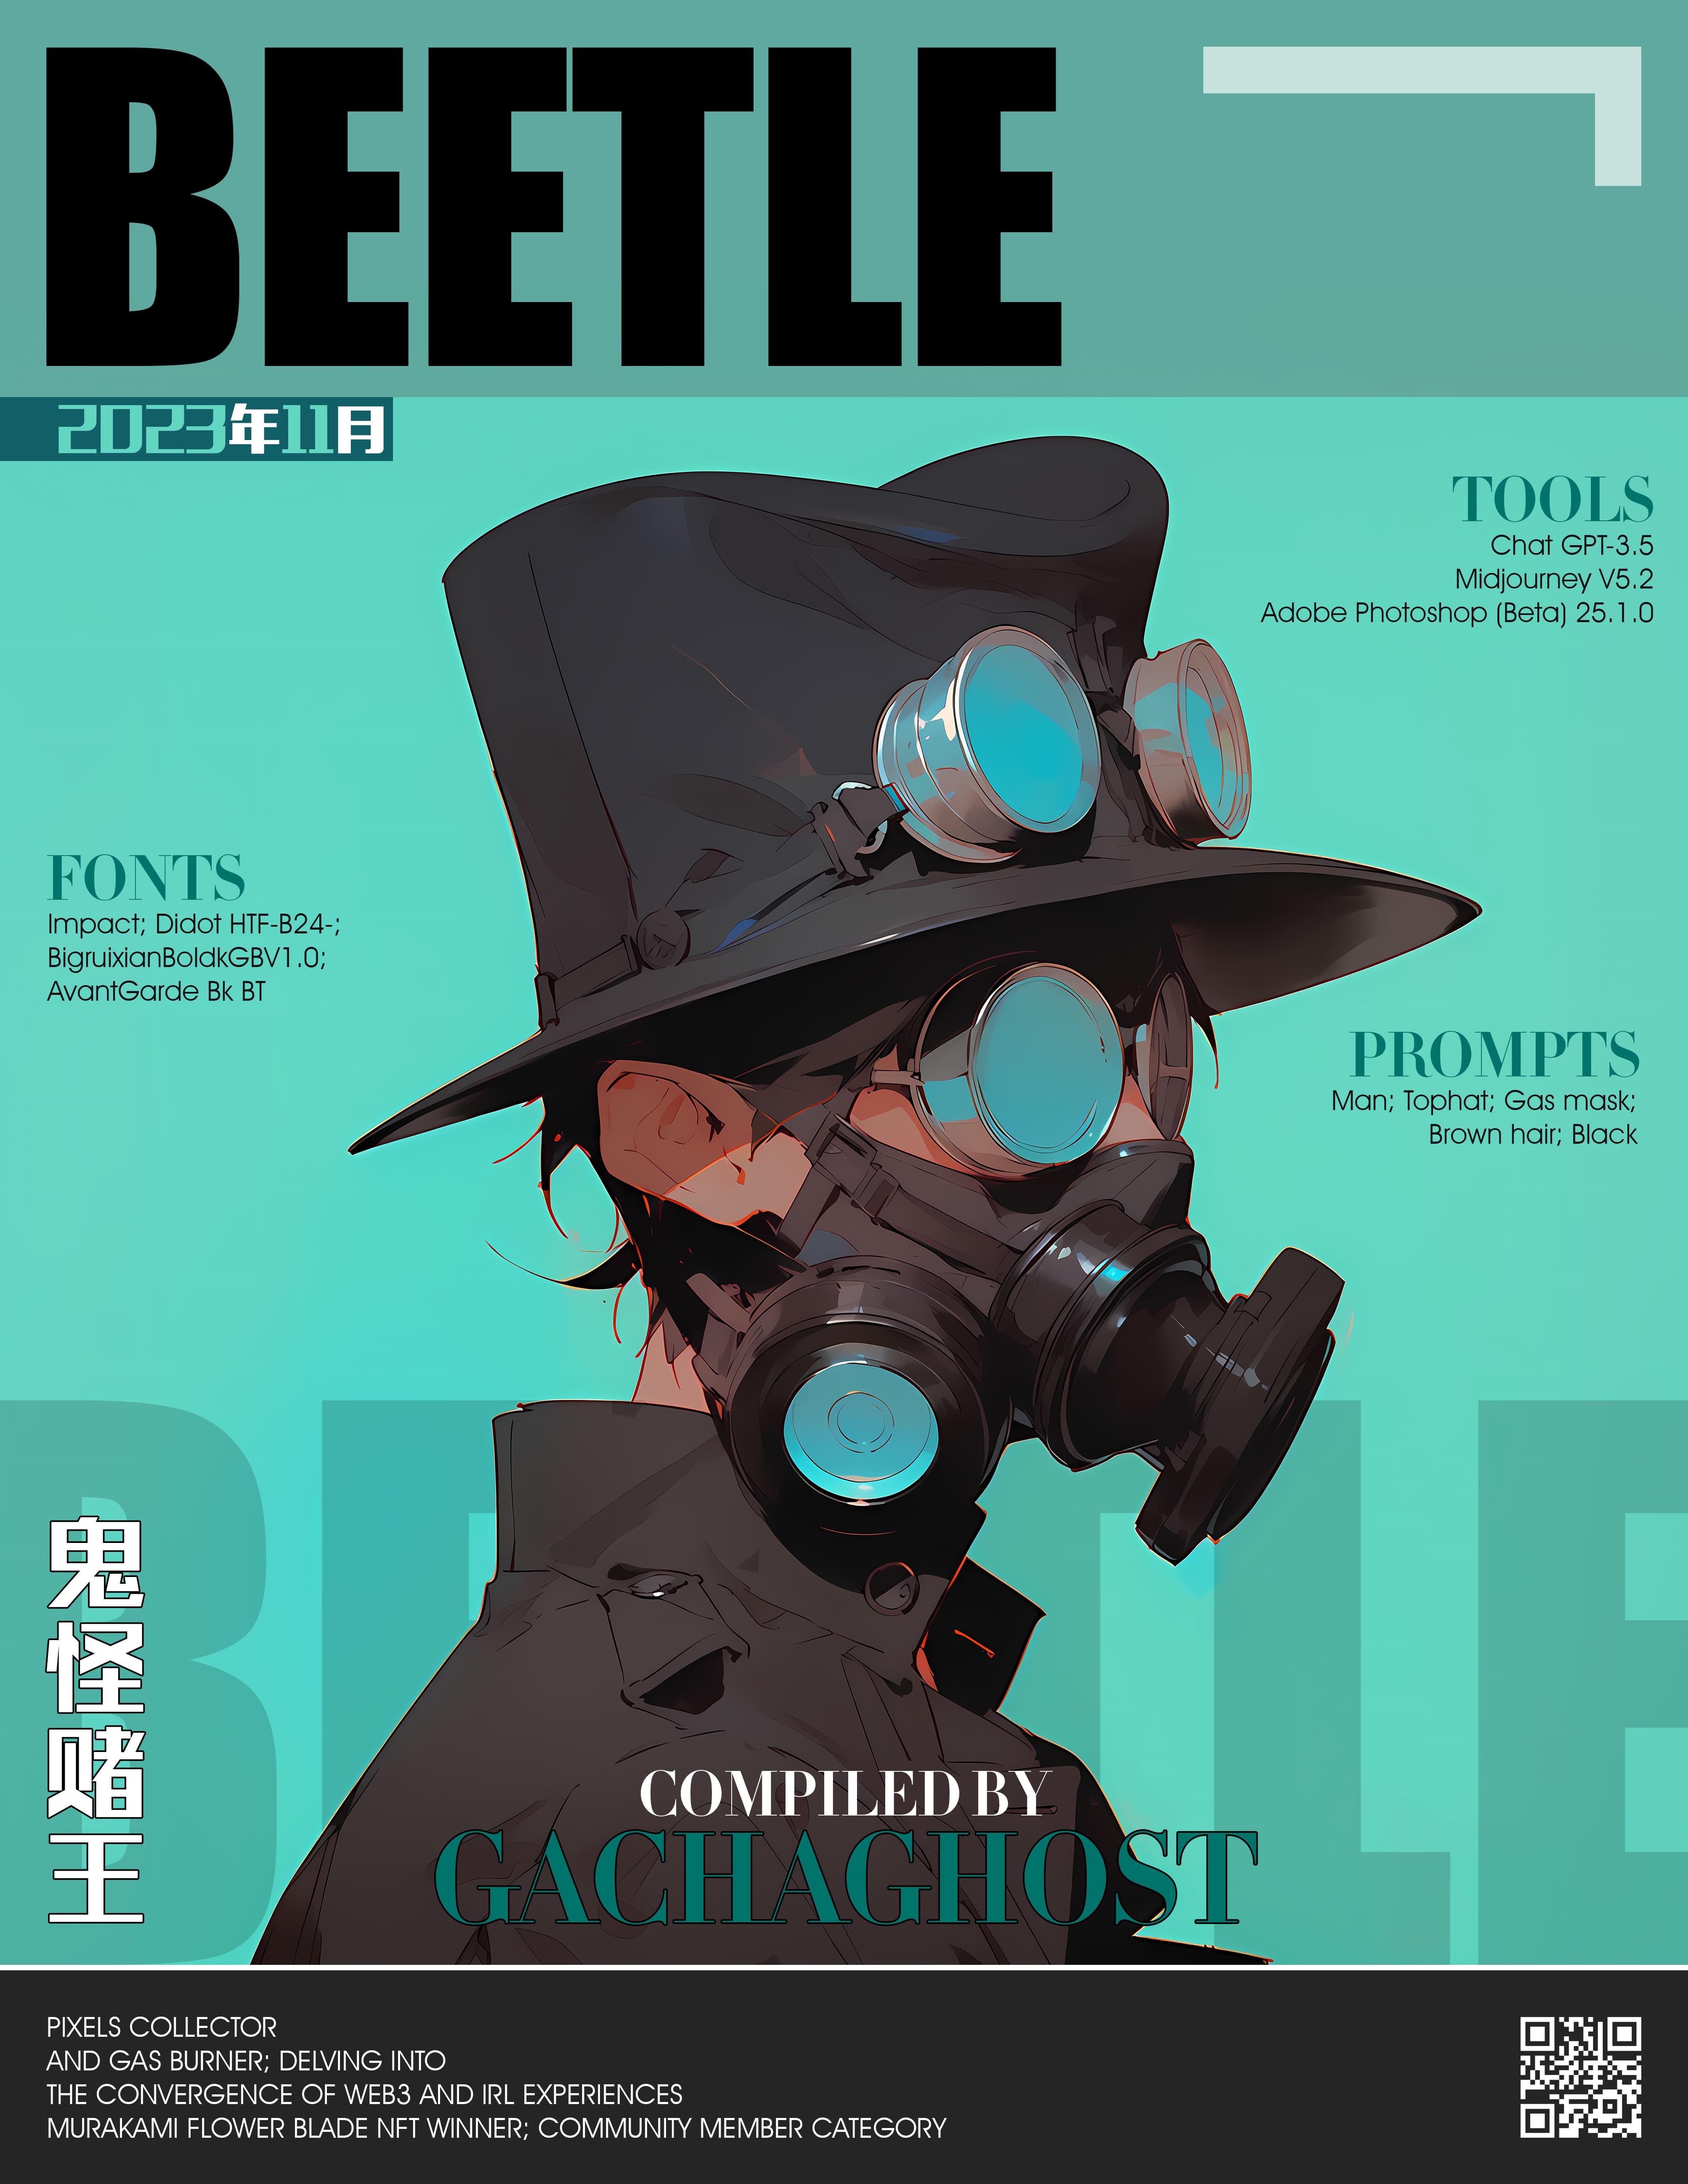 BEETLE
2023年11月
TOOLS
Chat GPT-3.5
Midjourney V5.2
Adobe Photoshop (Beta) 25.1.0
FONTS
Impact; Didot HTF-B24-;
BigruixianBoldkGBV1.0;
AvantGarde Bk BT
PROMPTS
Man; Tophat; Gas mask;
Brown hair; Black
BEETLE
鬼怪赌王
COMPILED BY
GACHAGHOST
PIXELS COLLECTOR
AND GAS BURNER; DELVING INTO
THE CONVERGENCE OF WEB3 AND IRL EXPERIENCES
MURAKAMI FLOWER BLADE NFT WINNER; COMMUNITY MEMBER CATEGORY